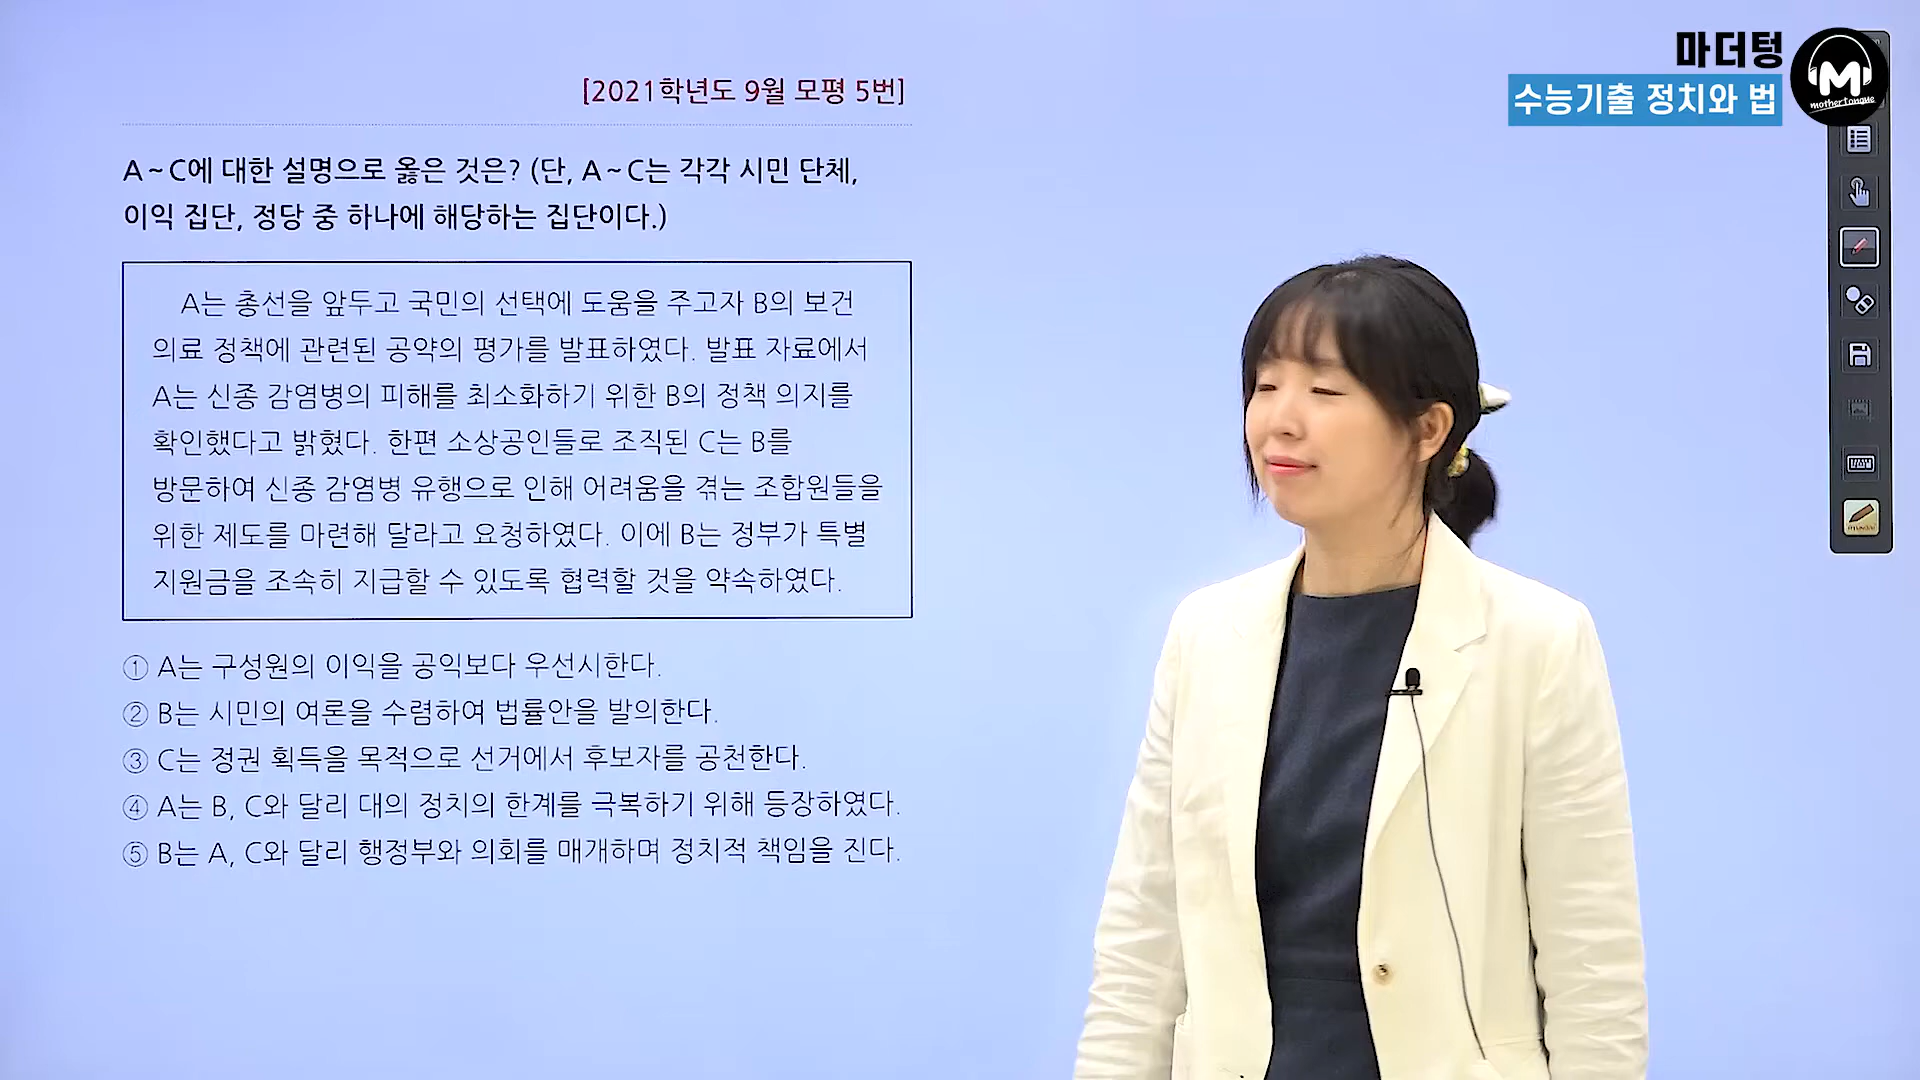 마더텅
수능기출 정치와 법
mothertongue
[2021학년도 9월 모평 5번]
A~C에 대한 설명으로 옳은 것은? (단, A~C는 각각 시민 단체,
이익 집단, 정당 중 하나에 해당하는 집단이다.)
A는 총선을 앞두고 국민의 선택에 도움을 주고자 B의 보건
의료 정책에 관련된 공약의 평가를 발표하였다. 발표 자료에서
A는 신종 감염병의 피해를 최소화하기 위한 B의 정책 의지를
확인했다고 밝혔다. 한편 소상공인들로 조직된 C는 B를
방문하여 신종 감염병 유행으로 인해 어려움을 겪는 조합원들을
위한 제도를 마련해 달라고 요청하였다. 이에 B는 정부가 특별
지원금을 조속히 지급할 수 있도록 협력할 것을 약속하였다.
① A는 구성원의 이익을 공익보다 우선시한다.
② B는 시민의 여론을 수렴하여 법률안을 발의한다.
③ C는 정권 획득을 목적으로 선거에서 후보자를 공천한다.
④ A는 B, C와 달리 대의 정치의 한계를 극복하기 위해 등장하였다.
⑤ B는 A, C와 달리 행정부와 의회를 매개하며 정치적 책임을 진다.